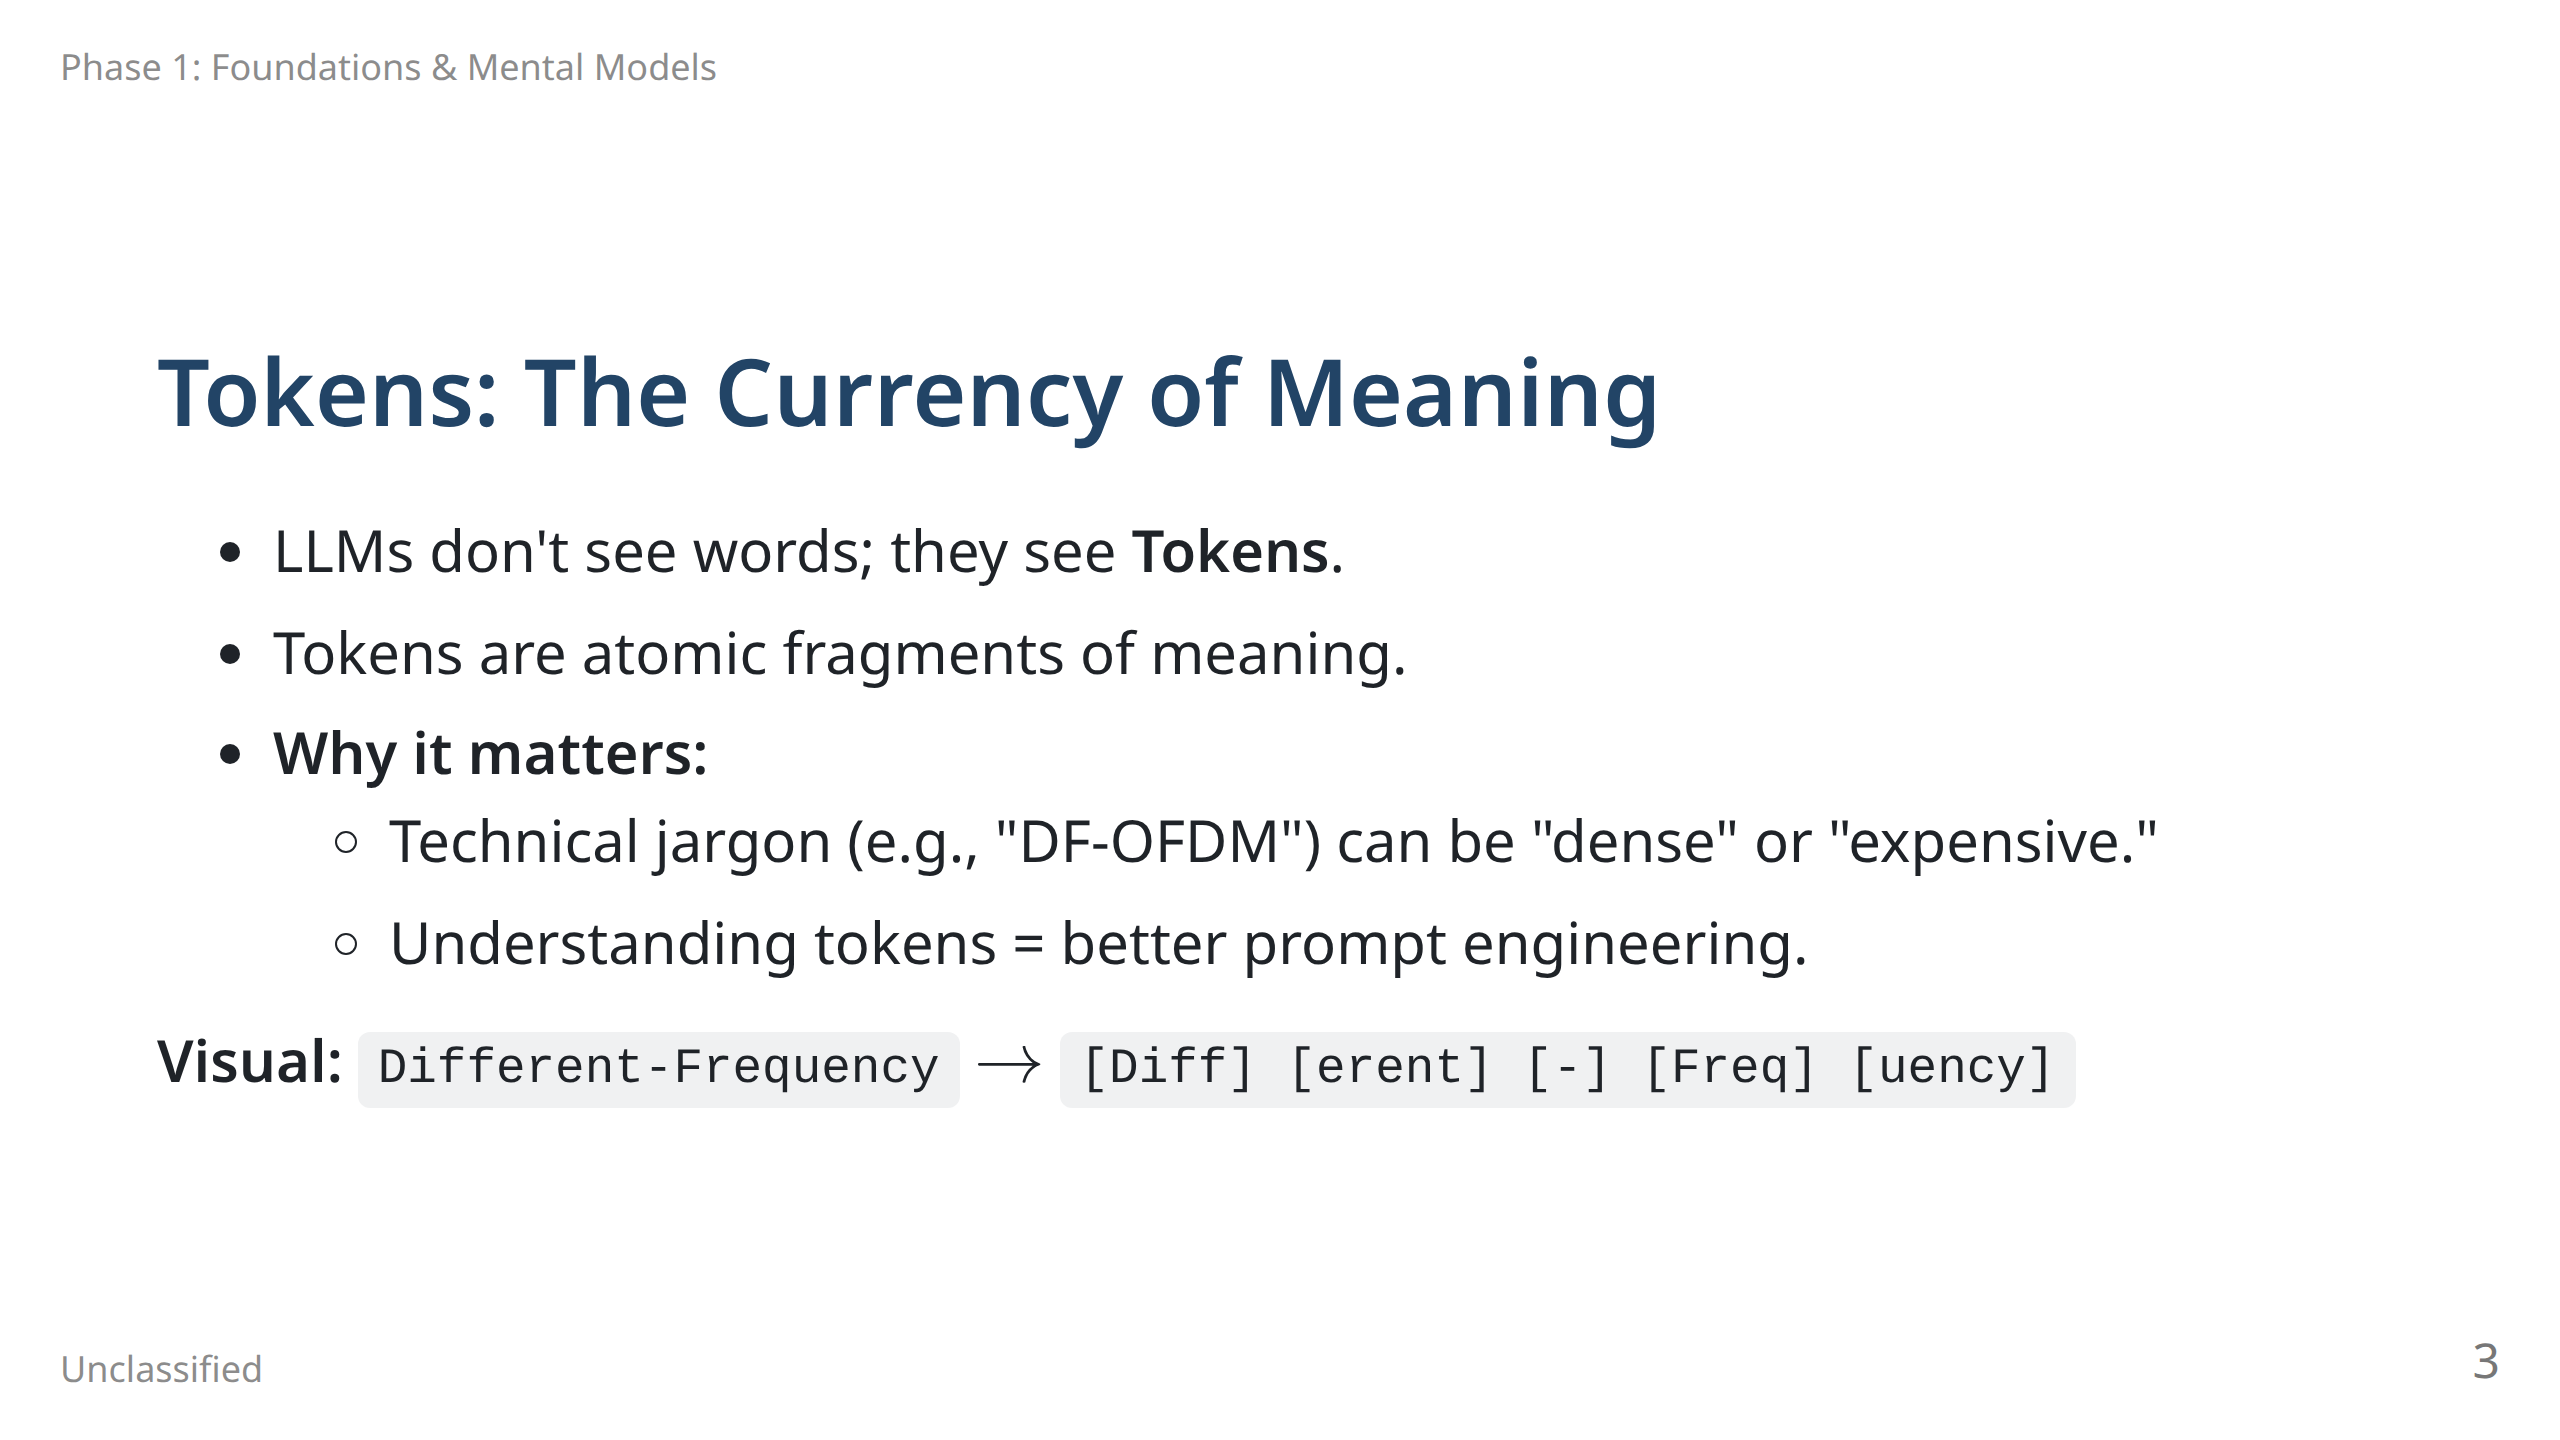 Phase 1: Foundations & Mental Models
Tokens: The Currency of Meaning
• LLMs don't see words; they see Tokens.
• Tokens are atomic fragments of meaning.
• Why it matters:
○ Technical jargon (e.g., "DF-OFDM") can be "dense" or "expensive."
○ Understanding tokens = better prompt engineering.
Visual: Different-Frequency → [Diff] [erent] [-] [Freq] [uency]
Unclassified
3